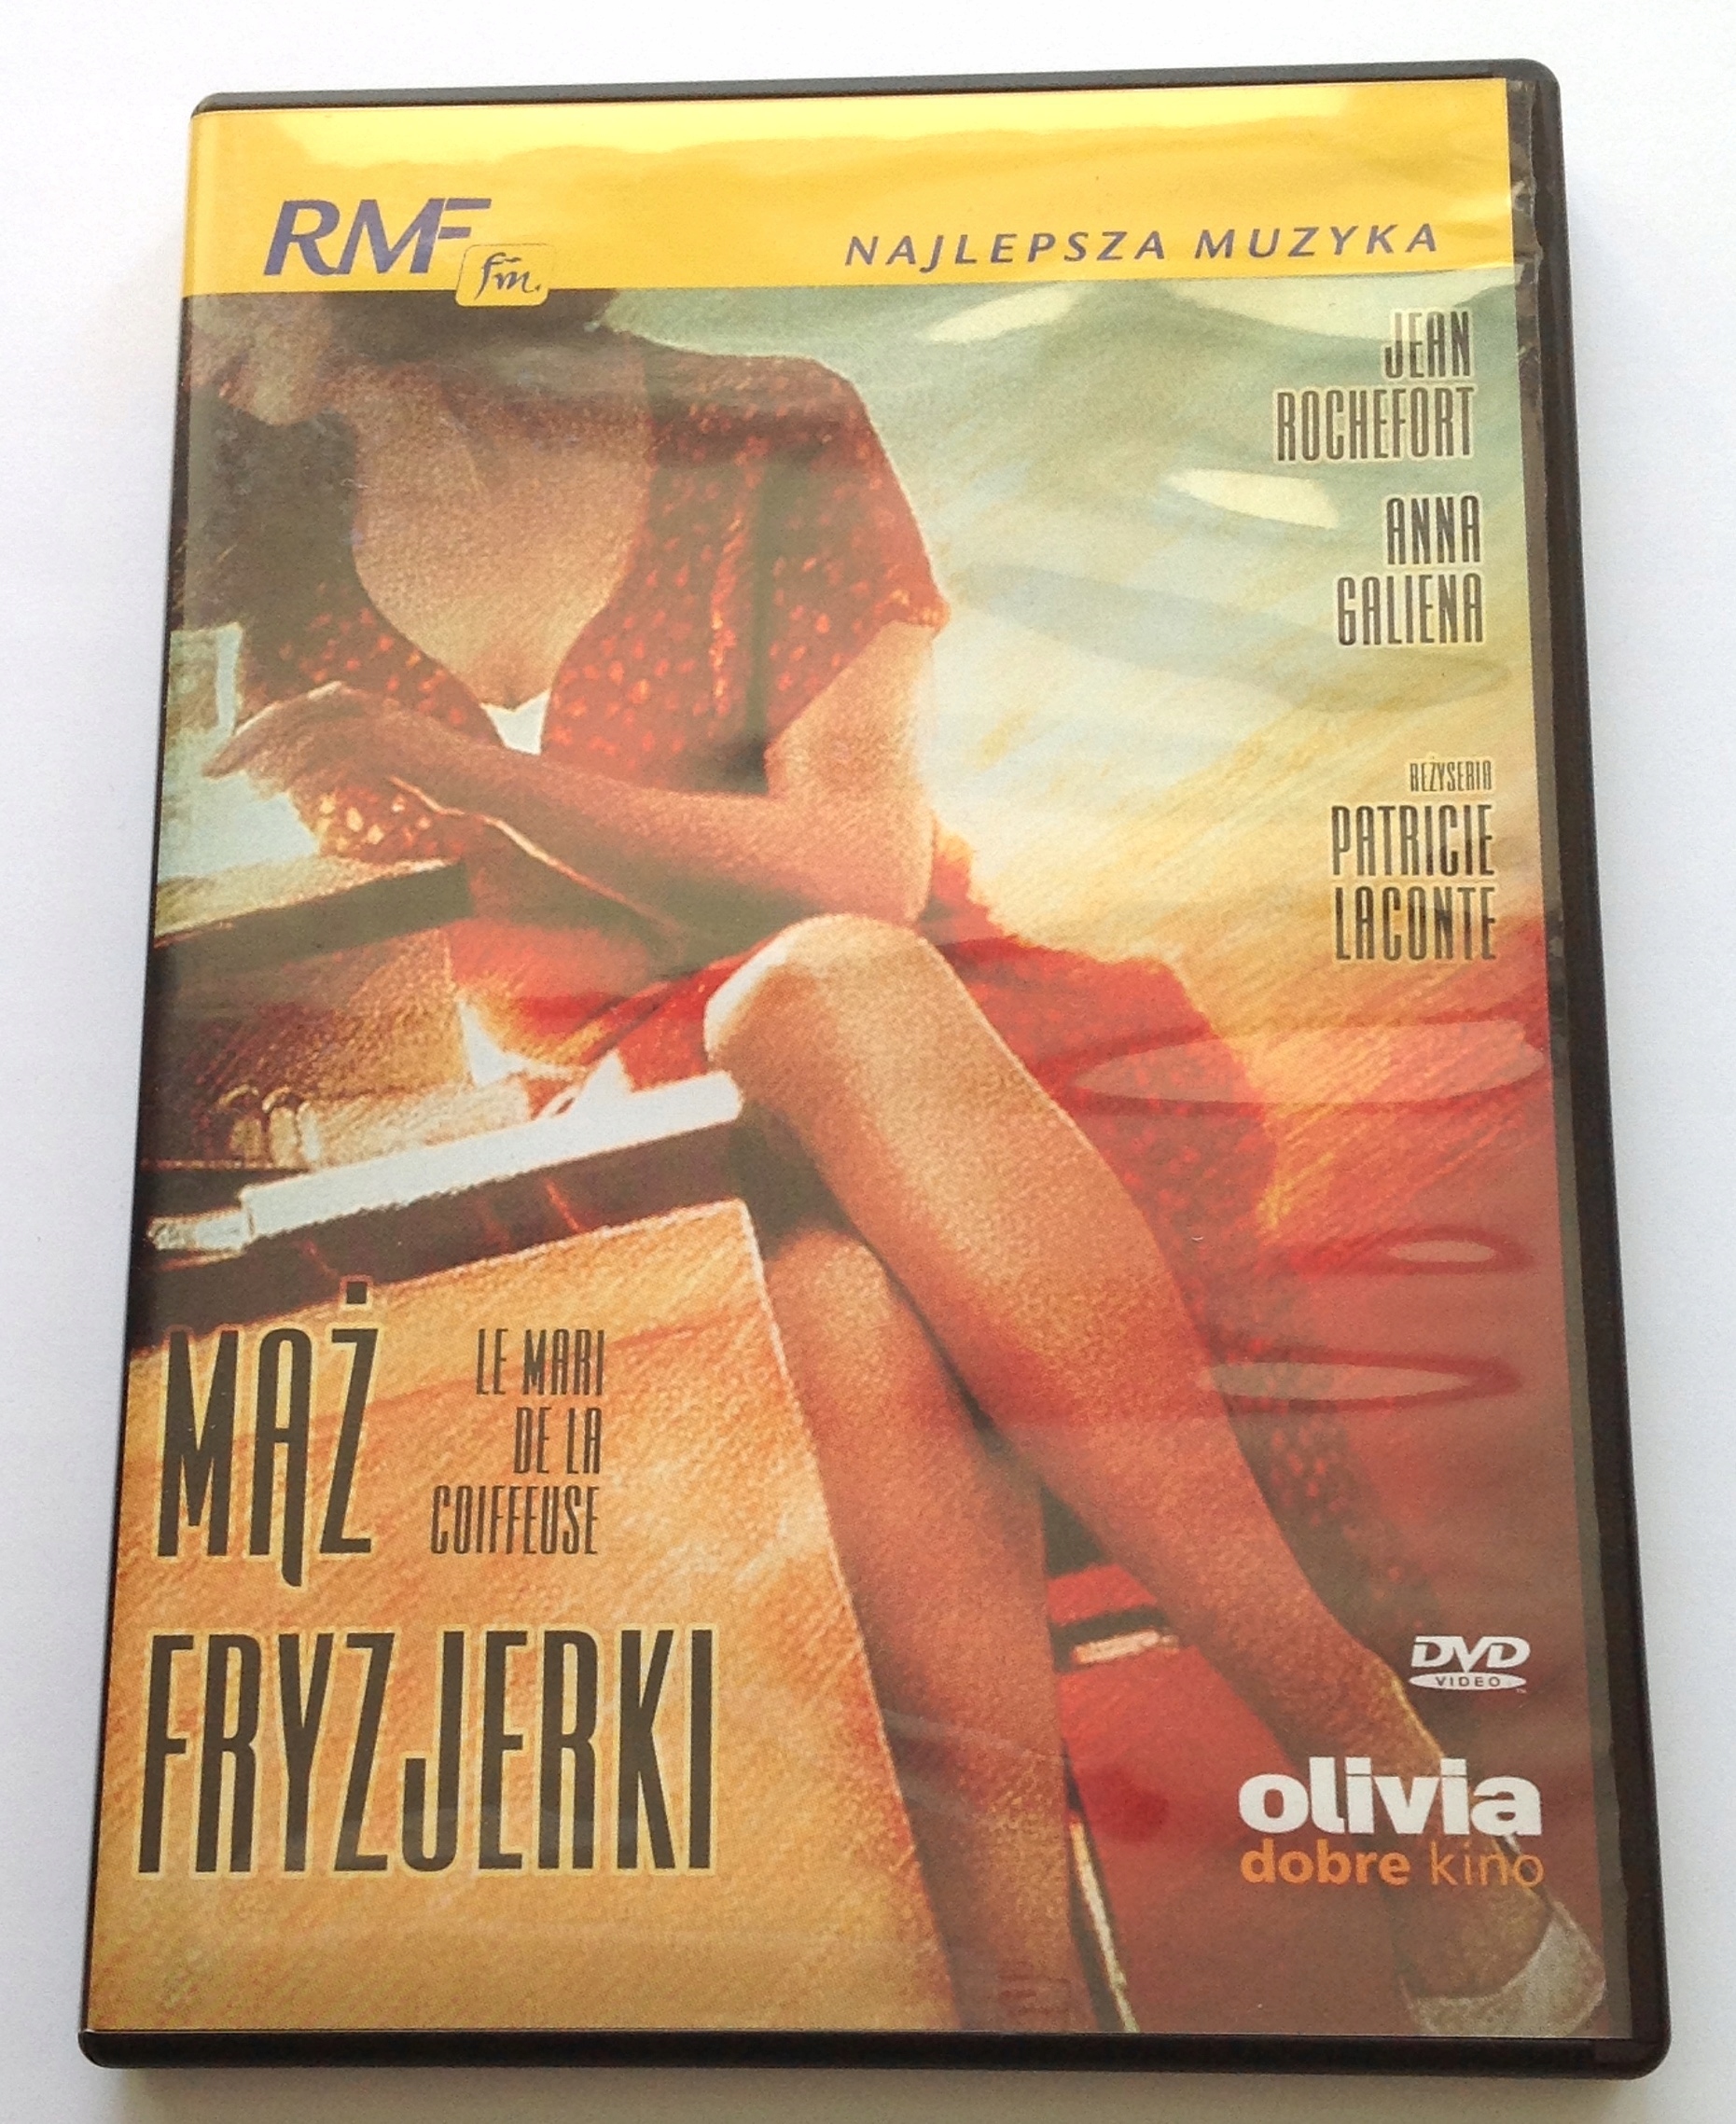 RMF
fm.
NAJLEPSZA MUZYKA
JEAN
ROCHEFORT
ANNA
GALIENA
REŻYSERIA
PATRICIE
LACONTE
MĄŻ
LE MARI
DE LA
COIFFEUSE
FRYZJERKI
DVD
VIDEO
olivia
dobre kino